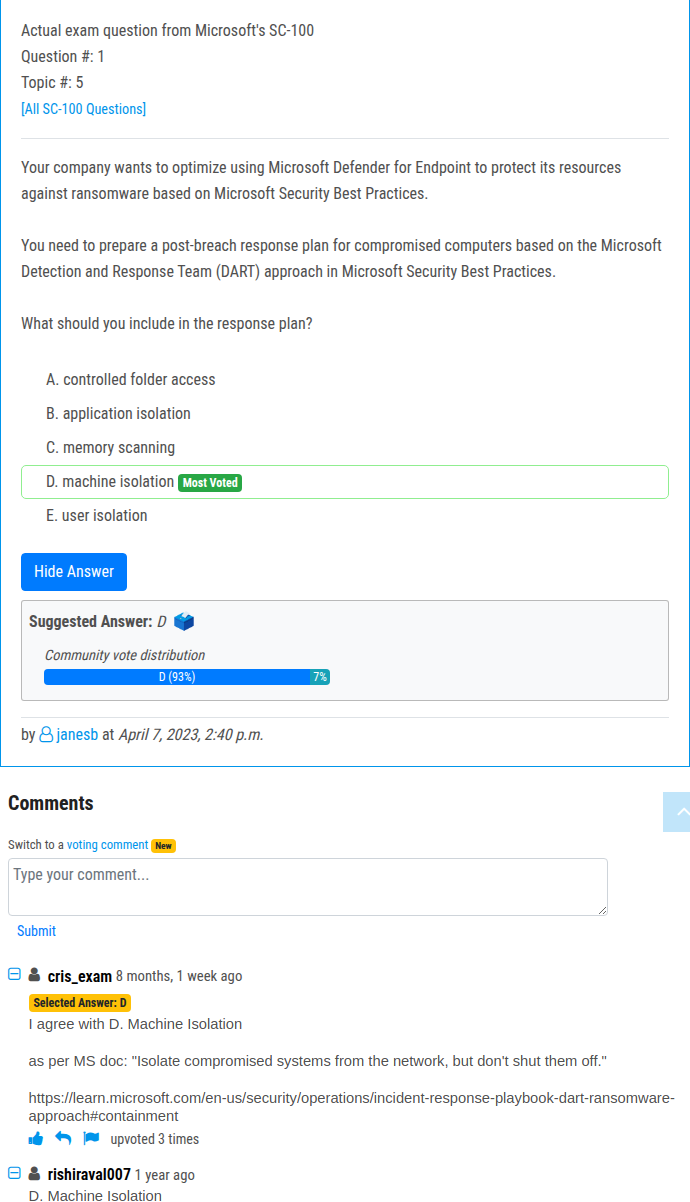 Actual exam question from Microsoft's SC-100
Question #: 1
Topic #: 5
[All SC-100 Questions]
Your company wants to optimize using Microsoft Defender for Endpoint to protect its resources
against ransomware based on Microsoft Security Best Practices.
You need to prepare a post-breach response plan for compromised computers based on the Microsoft
Detection and Response Team (DART) approach in Microsoft Security Best Practices.
What should you include in the response plan?
A. controlled folder access
B. application isolation
C. memory scanning
D. machine isolation Most Voted
E. user isolation
Hide Answer
Suggested Answer: D
Community vote distribution
D (93%) 7%
by janesb at April 7, 2023, 2:40 p.m.
Comments
Switch to a voting comment New
Type your comment...
Submit
cris_exam 8 months, 1 week ago
Selected Answer: D
I agree with D. Machine Isolation
as per MS doc: "Isolate compromised systems from the network, but don't shut them off."
https://learn.microsoft.com/en-us/security/operations/incident-response-playbook-dart-ransomware-
approach#containment
upvoted 3 times
rishiraval007 1 year ago
D. Machine Isolation